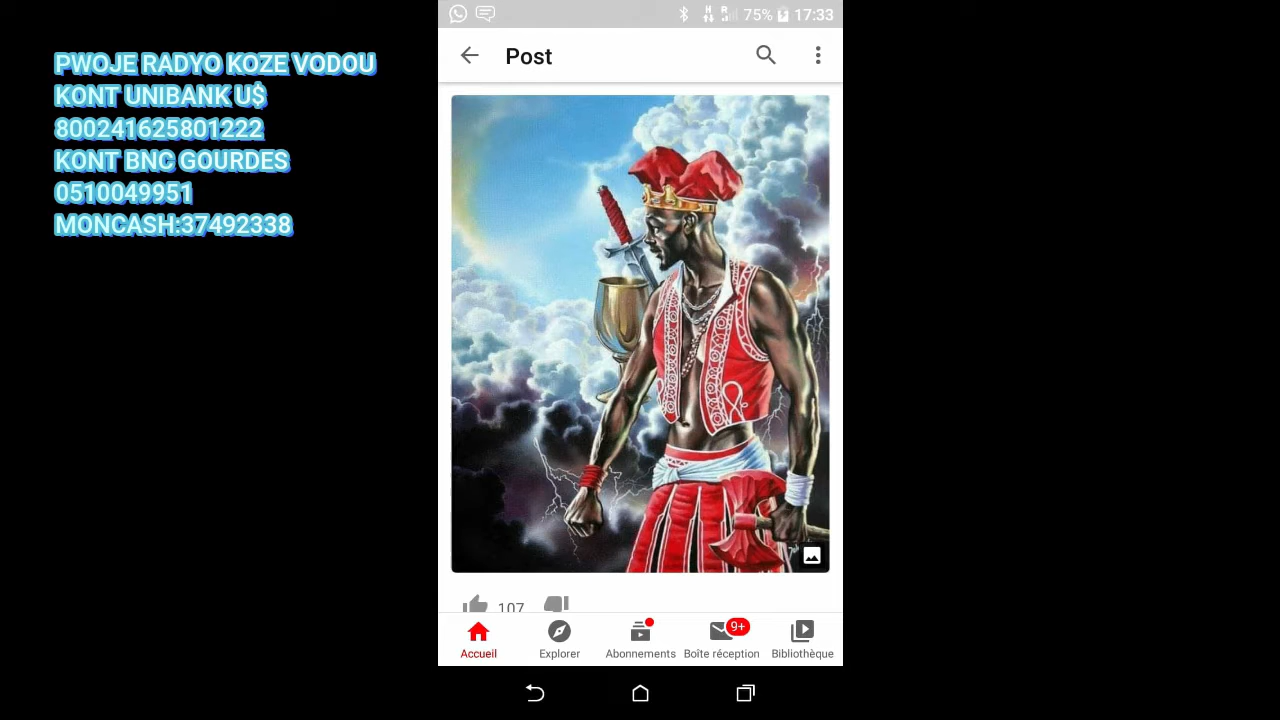 PWOJE RADYO KOZE VODOU
KONT UNIBANK U$
800241625801222
KONT BNC GOURDES
0510049951
MONCASH:37492338
75% 17:33
Post
107
9+
Accueil
Explorer
Abonnements
Boîte réception
Bibliothèque